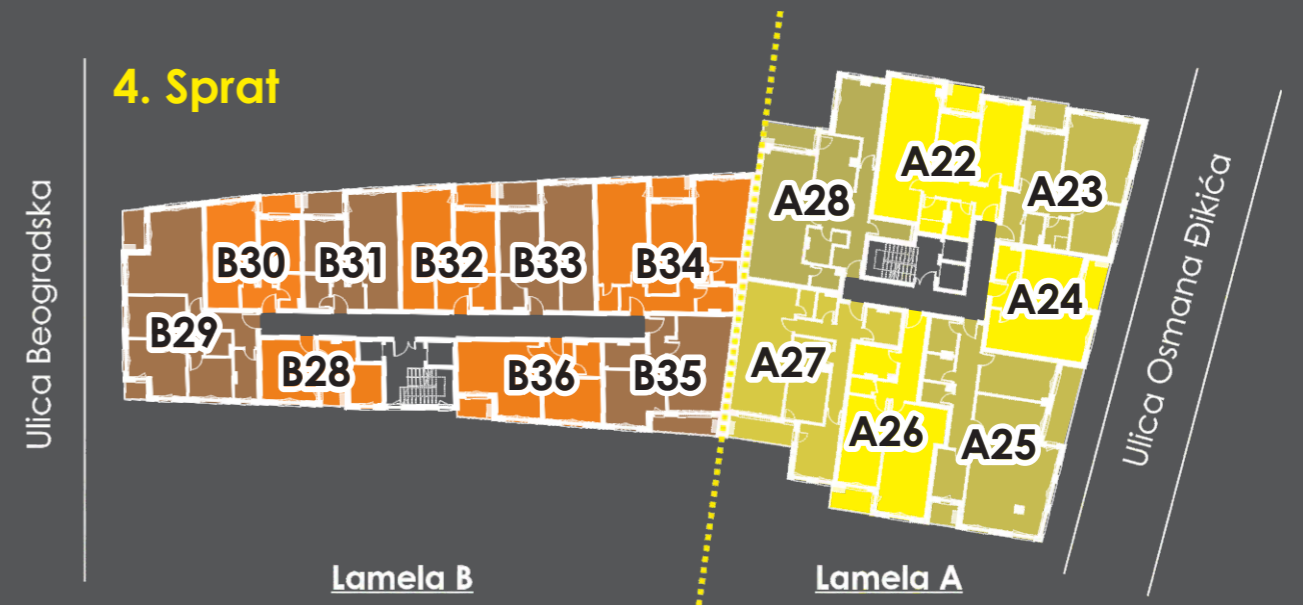 4. Sprat
Ulica Beogradska
B29
B30
B31
B32
B33
B34
B28
B36
B35
A28
A22
A23
A24
A27
A26
A25
Ulica Osmana Đikića
Lamela B
Lamela A